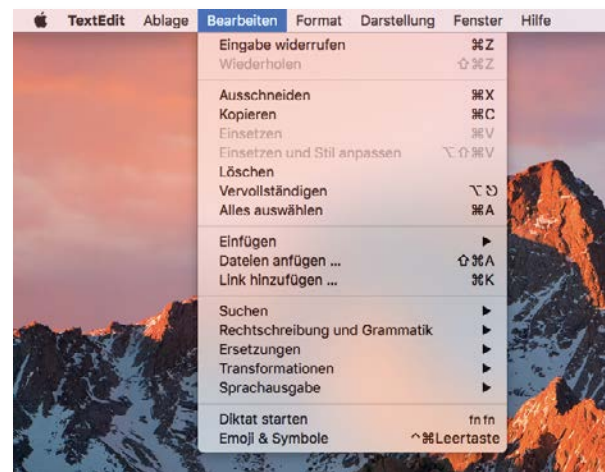 TextEdit Ablage Bearbeiten Format Darstellung Fenster Hilfe
Eingabe widerrufen ⌘Z
Wiederholen ⇧⌘Z
Ausschneiden ⌘X
Kopieren ⌘C
Einsetzen ⌘V
Einsetzen und Stil anpassen ⌥⇧⌘V
Löschen
Vervollständigen ⌥⎋
Alles auswählen ⌘A
Einfügen ▶
Dateien anfügen ... ⇧⌘A
Link hinzufügen ... ⌘K
Suchen ▶
Rechtschreibung und Grammatik ▶
Ersetzungen ▶
Transformationen ▶
Sprachausgabe ▶
Diktat starten fn fn
Emoji & Symbole ^⌘Leertaste